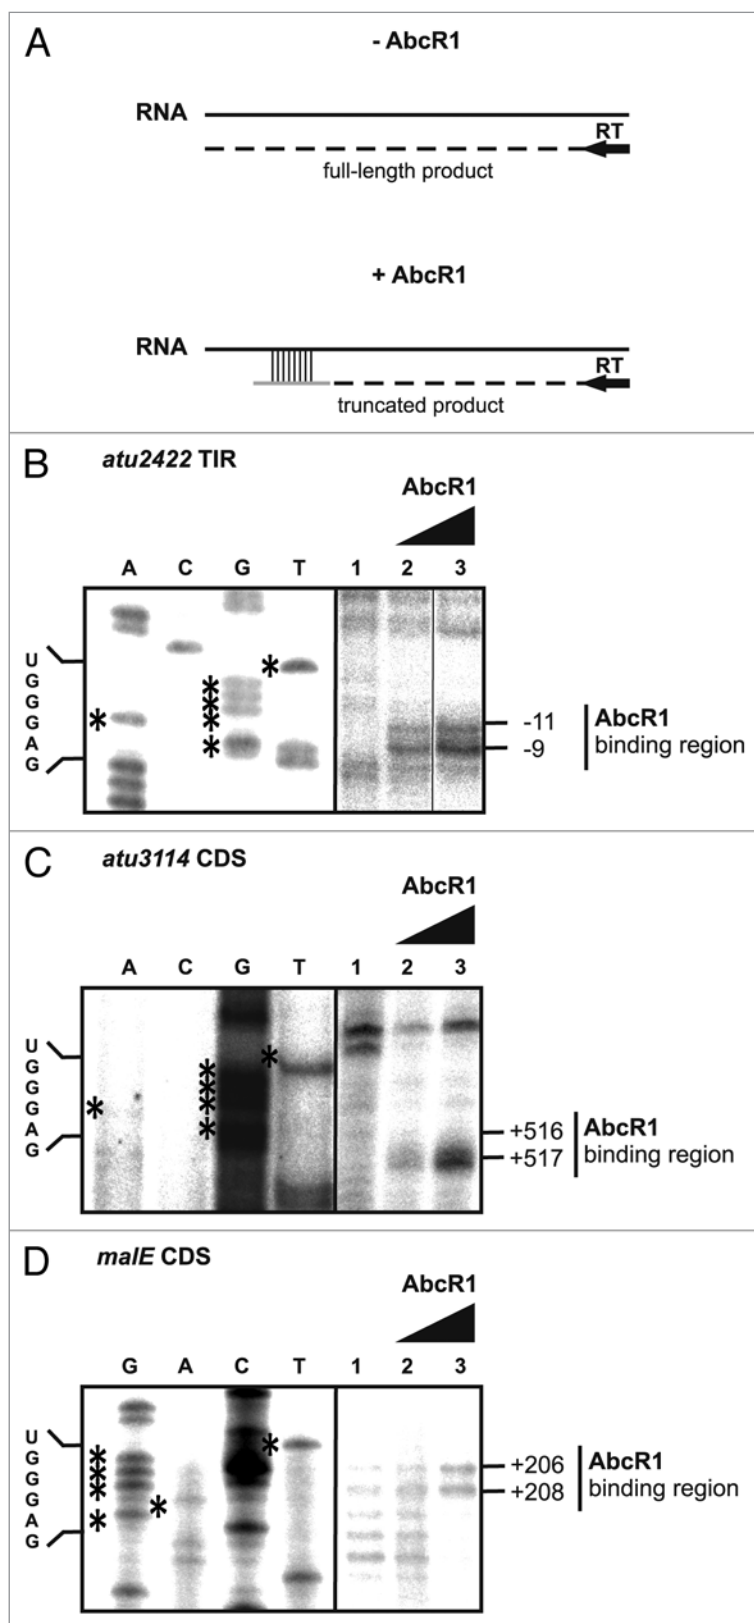 A
- AbcR1
RNA
RT
full-length product
+ AbcR1
RNA
RT
truncated product
B
atu2422 TIR
AbcR1
A C G T 1 2 3
U
G
G
G
A
G
*
*
*
*
*
*
-11
-9
AbcR1
binding region
C
atu3114 CDS
AbcR1
A C G T 1 2 3
U
G
G
G
A
G
*
*
*
*
*
*
+516
+517
AbcR1
binding region
D
malE CDS
AbcR1
G A C T 1 2 3
U
G
G
G
A
G
*
*
*
*
*
*
+206
+208
AbcR1
binding region